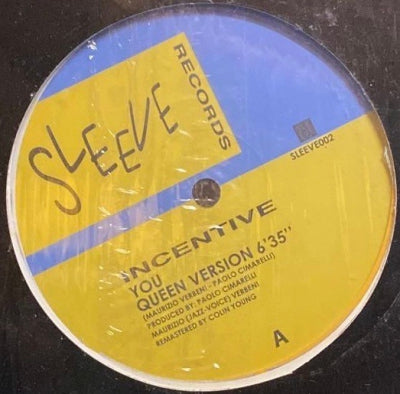 SLEEVE
RECORDS
SLEEVE002
INCENTIVE
YOU
QUEEN VERSION 6'35"
(MAURIZIO VERBENI - PAOLO CIMARELLI)
PRODUCED BY: PAOLO CIMARELLI
MAURIZIO (JAZZ-VOICE) VERBENI
REMASTERED BY COLIN YOUNG
A